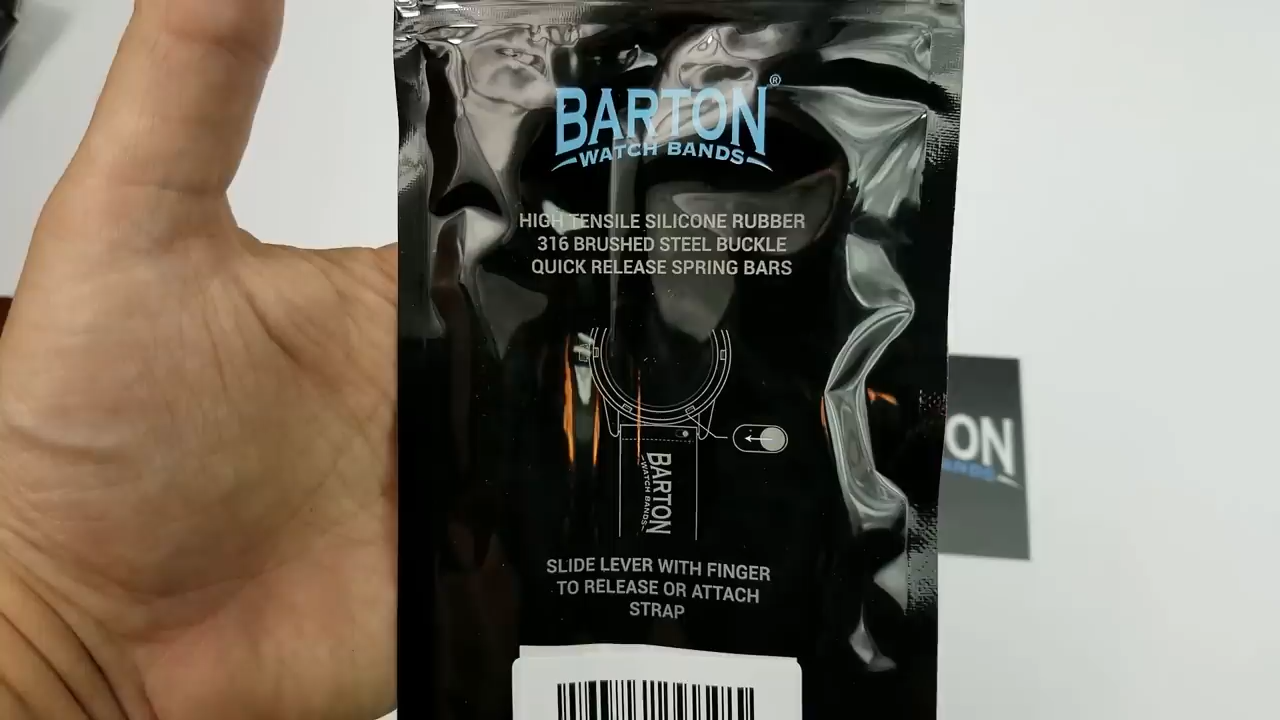 BARTON®
WATCH BANDS
HIGH TENSILE SILICONE RUBBER
316 BRUSHED STEEL BUCKLE
QUICK RELEASE SPRING BARS
BARTON
WATCH BANDS
SLIDE LEVER WITH FINGER
TO RELEASE OR ATTACH
STRAP
ON